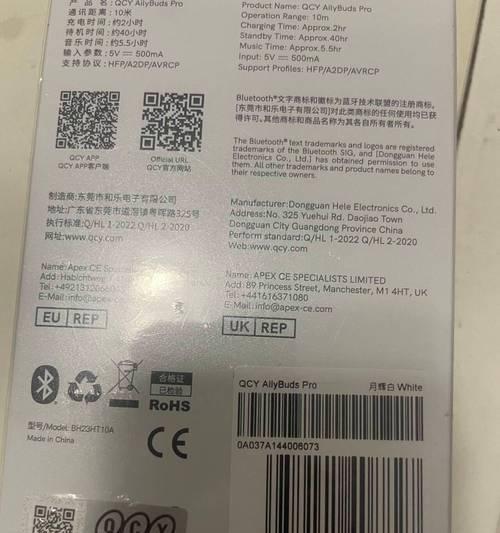 产 品 名 : QCY AllyBuds Pro
通讯距离: 10米
充电时间: 约2小时
待机时间: 约40小时
音乐时间: 约5.5小时
输入参数: 5V⎓500mA
支持协议: HFP/A2DP/AVRCP
Product Name: QCY AllyBuds Pro
Operation Range: 10m
Charging Time: Approx.2hr
Standby Time: Approx.40hr
Music Time: Approx.5.5hr
Input: 5V⎓500mA
Support Profiles: HFP/A2DP/AVRCP
QCY APP
QCY APP客户端
Official URL
QCY官方网站
Bluetooth®文字商标和徽标为蓝牙技术联盟的注册商标,
[东莞市和乐电子有限公司]对此类商标的任何使用均已获
得许可。其他商标和商品名称为其各自所有者所有。
The Bluetooth® text trademarks and logos are registered
trademarks of the Bluetooth SIG, and [Dongguan Hele
Electronics Co., Ltd.] has obtained permission to use
them. All other trademarks and product names belong to
their respective owners.
制造商:东莞市和乐电子有限公司
地址:广东省东莞市道滘镇粤晖路325号
执行标准:Q/HL 1-2022 Q/HL 2-2020
网址:www.qcy.com
Manufacturer:Dongguan Hele Electronics Co., Ltd.
Address:No. 325 Yuehui Rd. Daojiao Town
Dongguan City Guangdong Province China
Perform standard:Q/HL 1-2022 Q/HL 2-2020
Web:www.qcy.com
Name: Apex CE
Add: Habichtweg
E-Mail: info@apex-ce.com
EU REP
Name: APEX CE SPECIALISTS LIMITED
Add: 89 Princess Street, Manchester, M1 4HT, UK
Tel:+441616371080
E-Mail:info@apex-ce.com
UK REP
合格证
已检验
RoHS
型号/Model: BH23HT10A
Made in China
CE
QCY AllyBuds Pro
月辉白 White
0A037A144006073
QCY